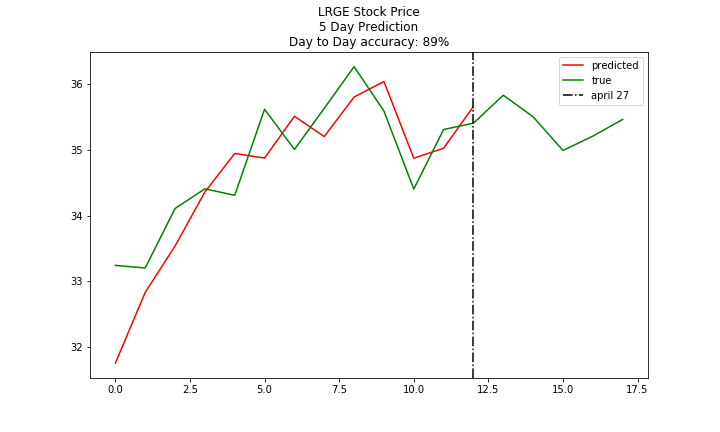 LRGE Stock Price
5 Day Prediction
Day to Day accuracy: 89%
predicted
true
april 27
36
35
34
33
32
0.0 2.5 5.0 7.5 10.0 12.5 15.0 17.5